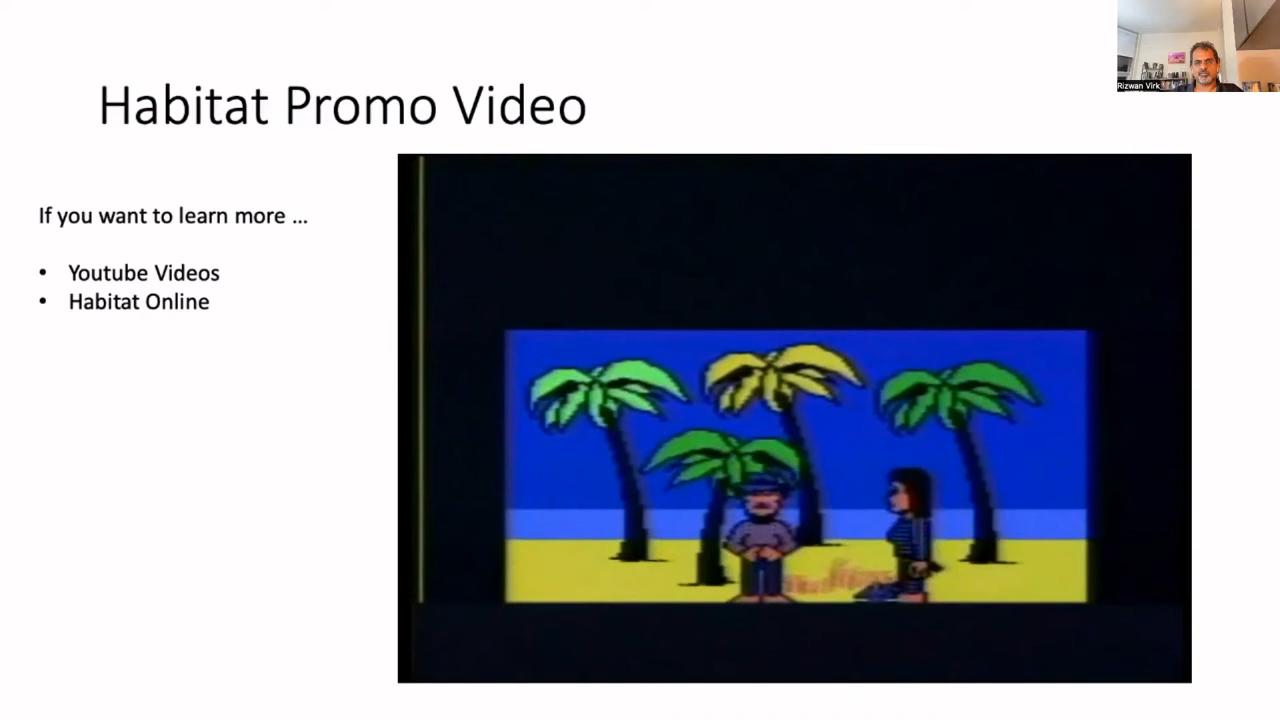 Habitat Promo Video
Rizwan Virk
If you want to learn more ...
• Youtube Videos
• Habitat Online